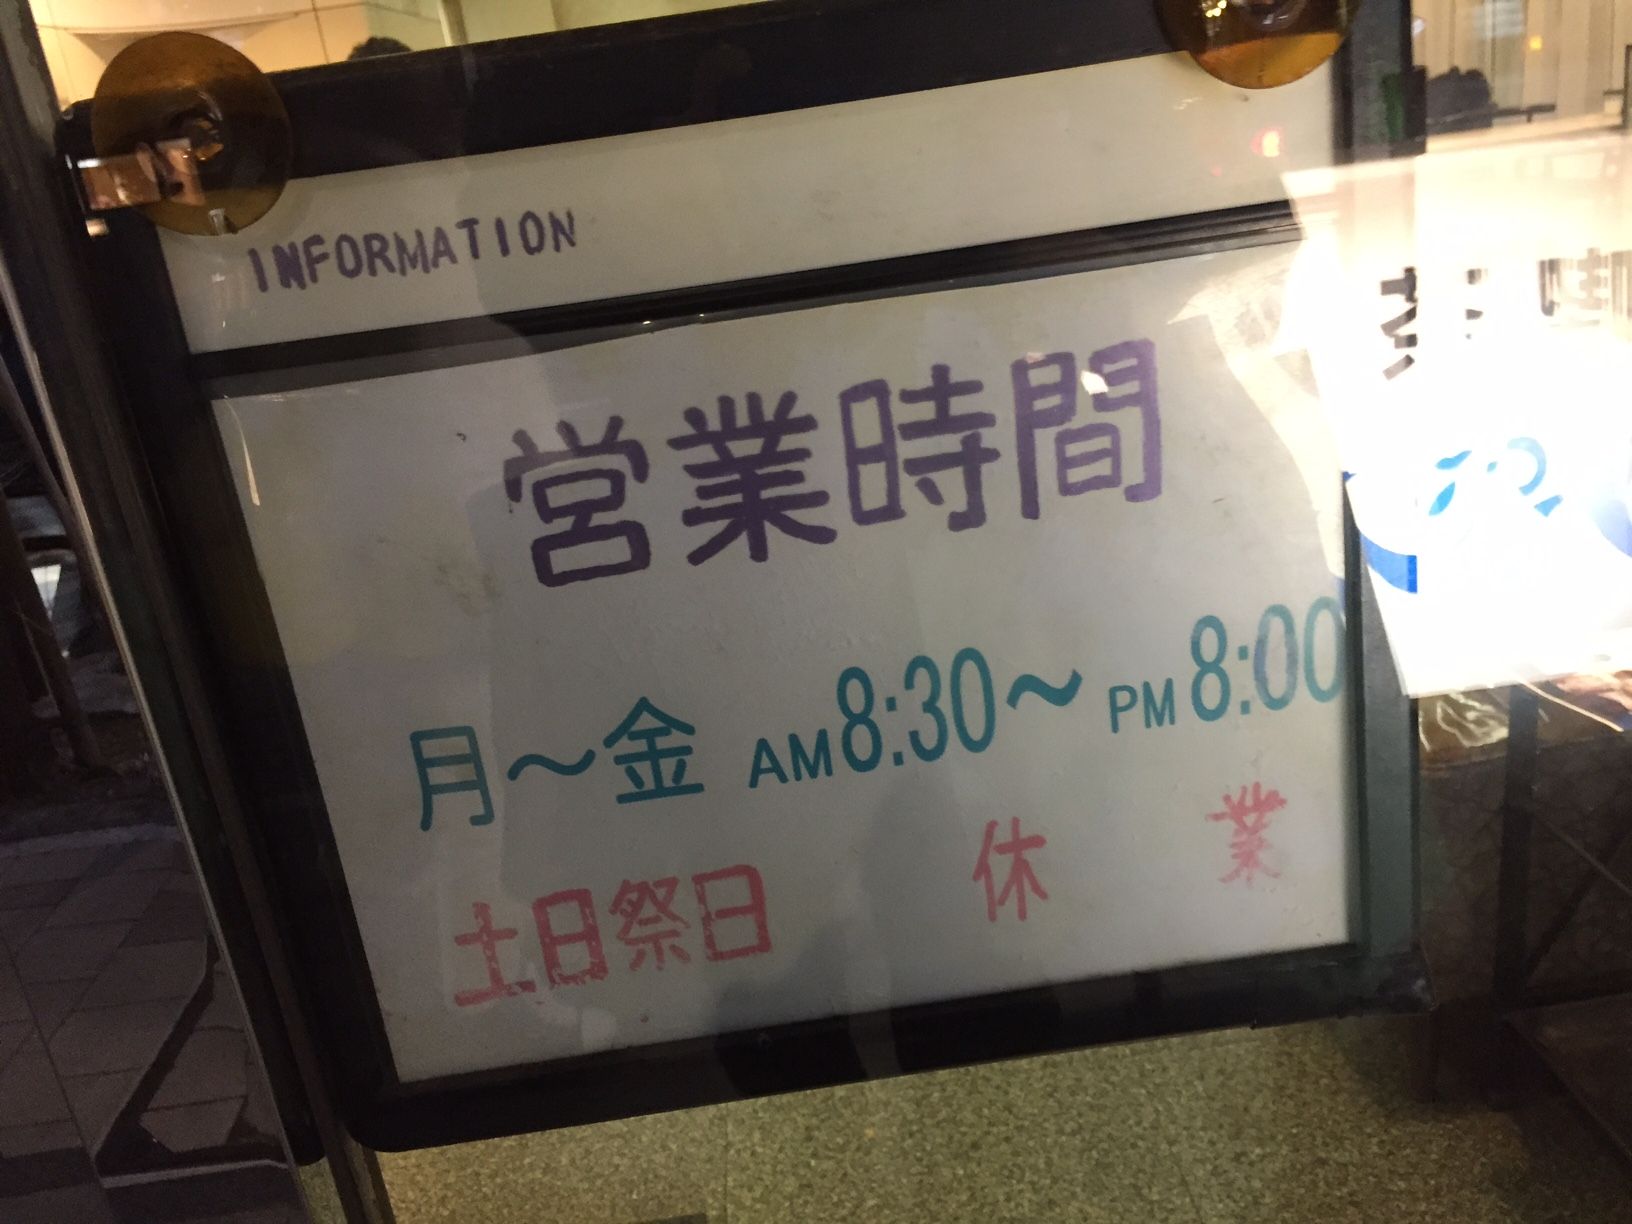 INFORMATION
営業時間
月〜金 AM8:30〜PM8:00
土日祭日 休 業